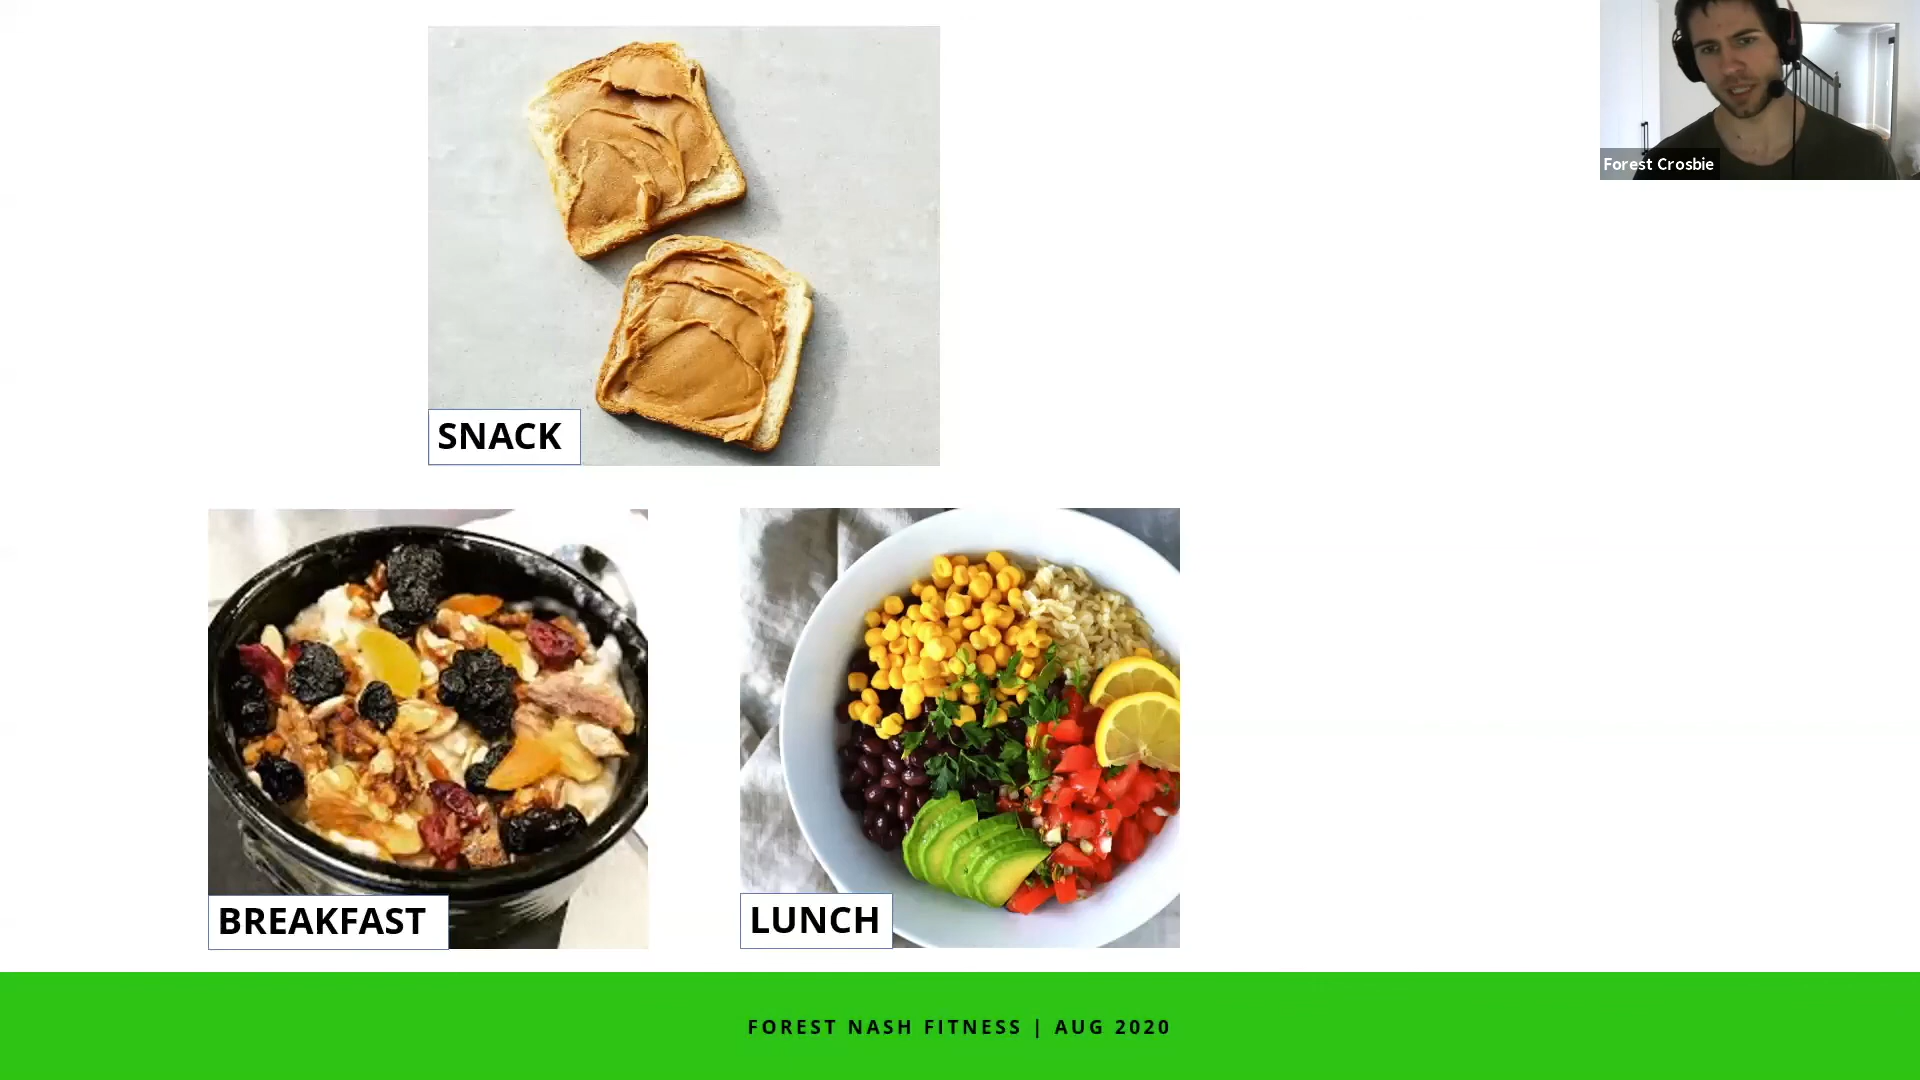 Forest Crosbie
SNACK
BREAKFAST
LUNCH
FOREST NASH FITNESS | AUG 2020